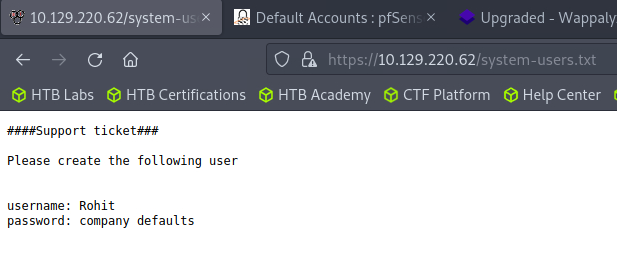 10.129.220.62/system-us
Default Accounts : pfSens
Upgraded - Wappaly
https://10.129.220.62/system-users.txt
HTB Labs
HTB Certifications
HTB Academy
CTF Platform
Help Center
####Support ticket###
Please create the following user
username: Rohit
password: company defaults